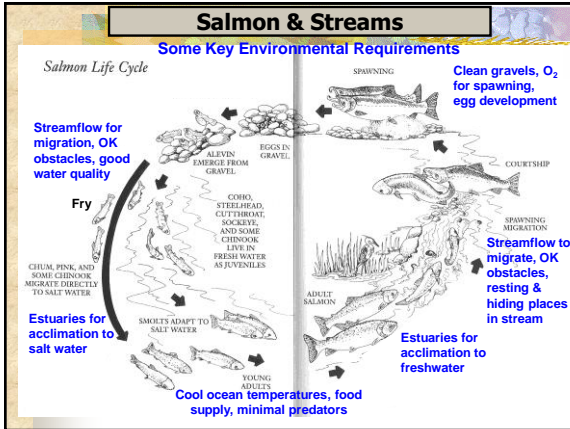 Salmon & Streams
Some Key Environmental Requirements
Salmon Life Cycle
SPAWNING
Clean gravels, O2
for spawning,
egg development
Streamflow for
migration, OK
obstacles, good
water quality
EGGS IN
GRAVEL
ALEVIN
EMERGE FROM
GRAVEL
COURTSHIP
Fry
COHO,
STEELHEAD,
CUTTHROAT,
SOCKEYE,
AND SOME
CHINOOK
LIVE IN
FRESH WATER
AS JUVENILES
SPAWNING
MIGRATION
Streamflow to
migrate, OK
obstacles,
resting &
hiding places
in stream
CHUM, PINK, AND
SOME CHINOOK
MIGRATE DIRECTLY
TO SALT WATER
Estuaries for
acclimation to
salt water
SMOLTS ADAPT TO
SALT WATER
ADULT
SALMON
Estuaries for
acclimation to
freshwater
YOUNG
ADULTS
Cool ocean temperatures, food
supply, minimal predators